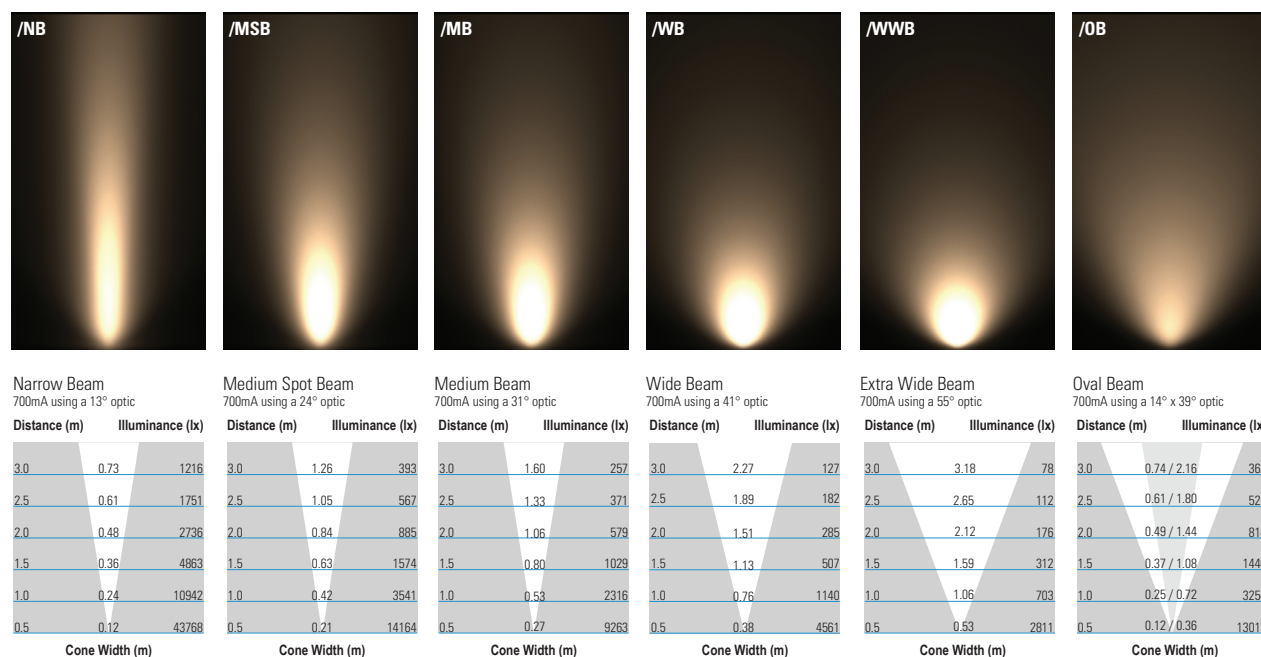 /NB
/MSB
/MB
/WB
/WWB
/OB
Narrow Beam
700mA using a 13° optic
Distance (m) Illuminance (lx)
3.0 0.73 1216
2.5 0.61 1751
2.0 0.48 2736
1.5 0.36 4863
1.0 0.24 10942
0.5 0.12 43768
Cone Width (m)
Medium Spot Beam
700mA using a 24° optic
Distance (m) Illuminance (lx)
3.0 1.26 393
2.5 1.05 567
2.0 0.84 885
1.5 0.63 1574
1.0 0.42 3541
0.5 0.21 14164
Cone Width (m)
Medium Beam
700mA using a 31° optic
Distance (m) Illuminance (lx)
3.0 1.60 257
2.5 1.33 371
2.0 1.06 579
1.5 0.80 1029
1.0 0.53 2316
0.5 0.27 9263
Cone Width (m)
Wide Beam
700mA using a 41° optic
Distance (m) Illuminance (lx)
3.0 2.27 127
2.5 1.89 182
2.0 1.51 285
1.5 1.13 507
1.0 0.76 1140
0.5 0.38 4561
Cone Width (m)
Extra Wide Beam
700mA using a 55° optic
Distance (m) Illuminance (lx)
3.0 3.18 78
2.5 2.65 112
2.0 2.12 176
1.5 1.59 312
1.0 1.06 703
0.5 0.53 2811
Cone Width (m)
Oval Beam
700mA using a 14° x 39° optic
Distance (m) Illuminance (lx
3.0 0.74 / 2.16
2.5 0.61 / 1.80
2.0 0.49 / 1.44
1.5 0.37 / 1.08
1.0 0.25 / 0.72
0.5 0.12 / 0.36
Cone Width (m)